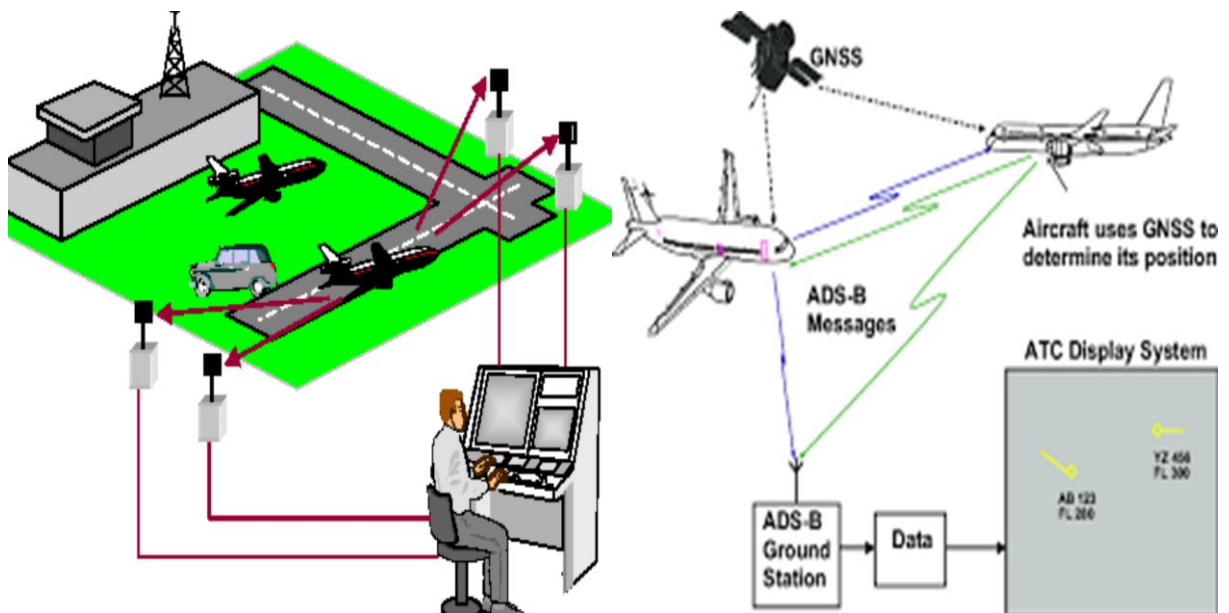 GNSS
Aircraft uses GNSS to
determine its position
ADS-B
Messages
ATC Display System
YZ 456
FL 300
AB 123
FL 280
ADS-B
Ground
Station
Data